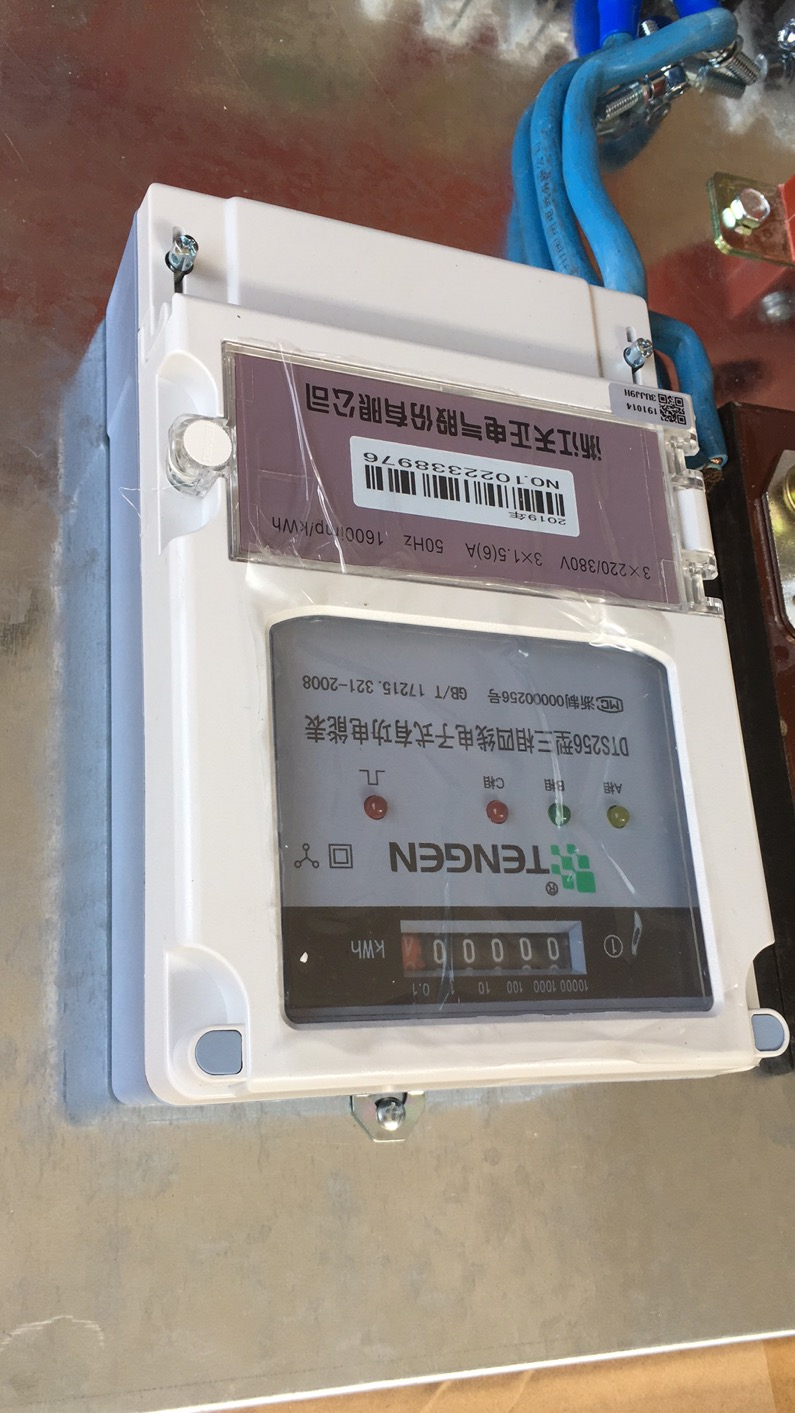 10000 1000 100 10 1 0.1
① 00000 kWh
TENGEN®
A相 B相 C相
DTS256型三相四线电子式有功电能表
MC 浙制00000256号 GB/T 17215.321-2008
3×220/380V 3×1.5(6)A 50Hz 1600imp/kWh
2019年
NO.1022338976
浙江天正电气股份有限公司
191014
3UJJ9H